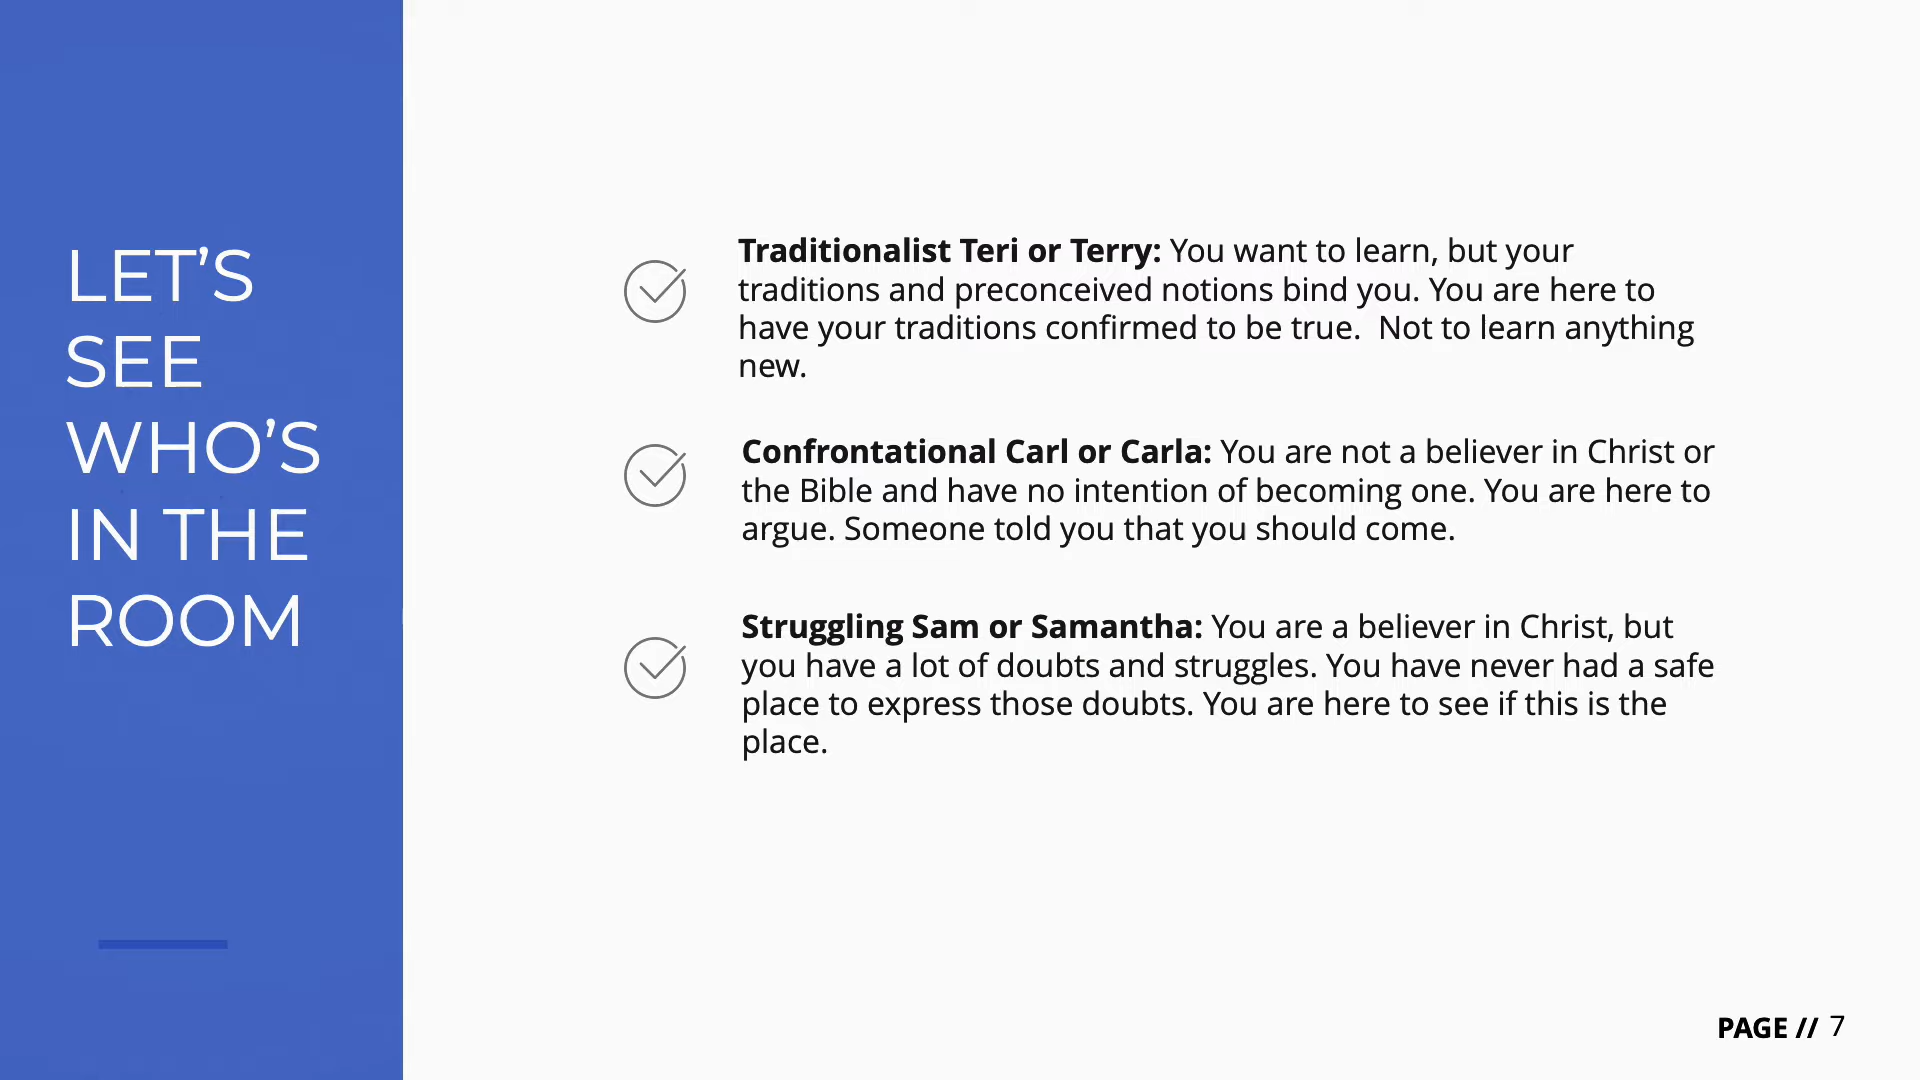 LET’S
SEE
WHO’S
IN THE
ROOM
Traditionalist Teri or Terry: You want to learn, but your
traditions and preconceived notions bind you. You are here to
have your traditions confirmed to be true.  Not to learn anything
new.
Confrontational Carl or Carla: You are not a believer in Christ or
the Bible and have no intention of becoming one. You are here to
argue. Someone told you that you should come.
Struggling Sam or Samantha: You are a believer in Christ, but
you have a lot of doubts and struggles. You have never had a safe
place to express those doubts. You are here to see if this is the
place.
PAGE // 7